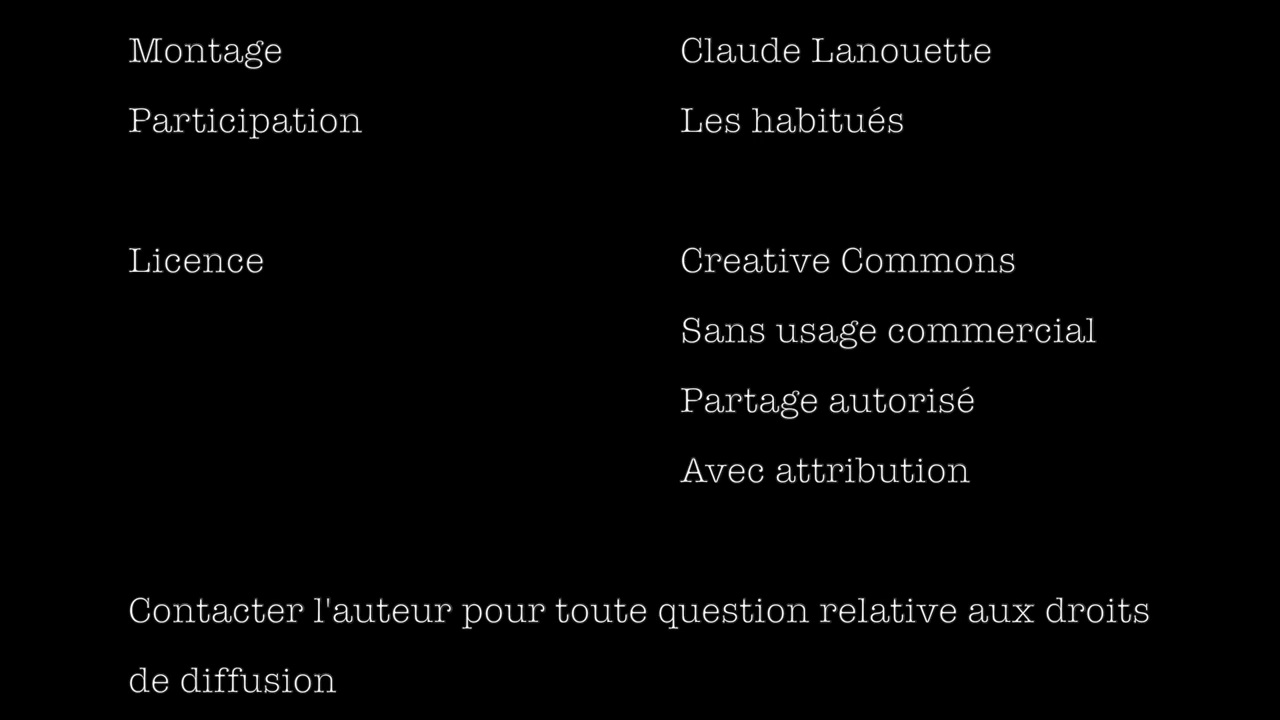 Montage Claude Lanouette
Participation Les habitués
Licence Creative Commons
Sans usage commercial
Partage autorisé
Avec attribution
Contacter l'auteur pour toute question relative aux droits
de diffusion